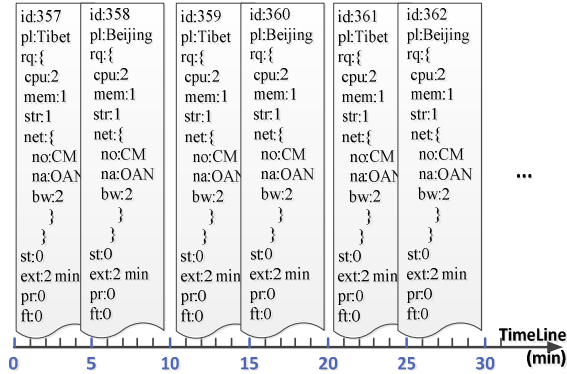 id:357
pl:Tibet
rq:{
cpu:2
mem:1
str:1
net:{
no:CM
na:OAN
bw:2
}
}
st:0
ext:2 min
pr:0
ft:0
id:358
pl:Beijing
rq:{
cpu:2
mem:1
str:1
net:{
no:CM
na:OAN
bw:2
}
}
st:0
ext:2 min
pr:0
ft:0
id:359
pl:Tibet
rq:{
cpu:2
mem:1
str:1
net:{
no:CM
na:OAN
bw:2
}
}
st:0
ext:2 min
pr:0
ft:0
id:360
pl:Beijing
rq:{
cpu:2
mem:1
str:1
net:{
no:CM
na:OAN
bw:2
}
}
st:0
ext:2 min
pr:0
ft:0
id:361
pl:Tibet
rq:{
cpu:2
mem:1
str:1
net:{
no:CM
na:OAN
bw:2
}
}
st:0
ext:2 min
pr:0
ft:0
id:362
pl:Beijing
rq:{
cpu:2
mem:1
str:1
net:{
no:CM
na:OAN
bw:2
}
}
st:0
ext:2 min
pr:0
ft:0
...
TimeLine
(min)
0 5 10 15 20 25 30